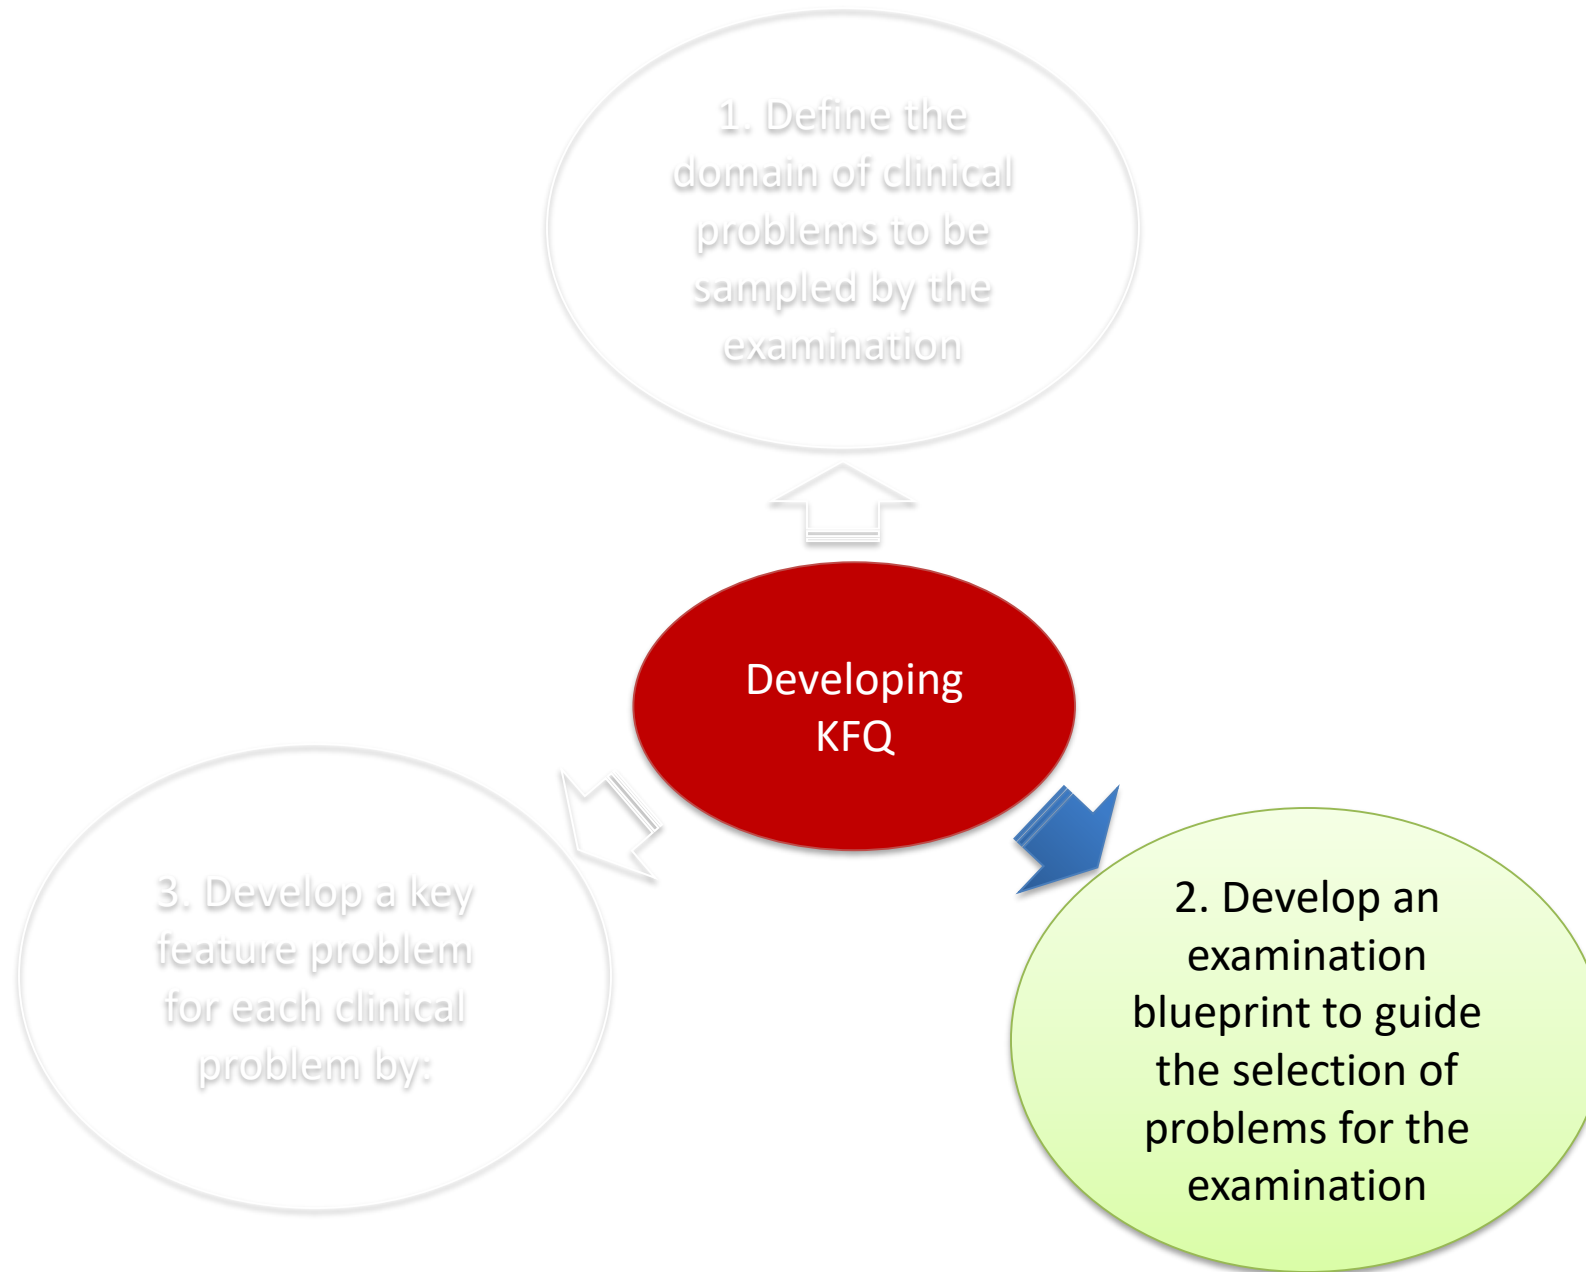 1. Define the
domain of clinical
problems to be
sampled by the
examination
Developing
KFQ
2. Develop an
examination
blueprint to guide
the selection of
problems for the
examination
3. Develop a key
feature problem
for each clinical
problem by: